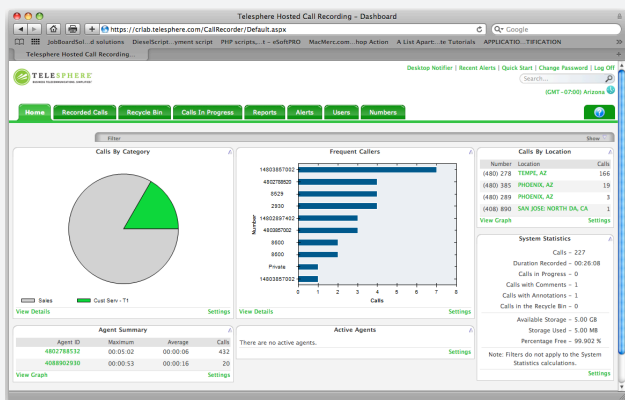 Telesphere Hosted Call Recording - Dashboard
https://crlab.telesphere.com/CallRecorder/Default.aspx
Google
JobBoardSol...d solutions DieselScript...yment script PHP scripts,...t - eSoftPRO MacMerc.com...hop Action A List Apart:...te Tutorials APPLICATIO...TIFICATION
Telesphere Hosted Call Recording...
TELESPHERE
Desktop Notifier | Recent Alerts | Quick Start | Change Password | Log Off
Search...
(GMT-07:00) Arizona
Home Recorded Calls Recycle Bin Calls In Progress Reports Alerts Users Numbers
Filter Show
Calls By Category
Sales Cust Serv - T1
View Details Settings
Frequent Callers
Number
14803857002
4802788520
8529
2930
14802897402
4803857002
8600
8500
Private
14803857002
0 1 2 3 4 5 6 7 8
Calls
View Details Settings
Calls By Location
Number Location Calls
(480) 278 TEMPE, AZ 166
(480) 385 PHOENIX, AZ 19
(480) 289 PHOENIX, AZ 3
(408) 890 SAN JOSE: NORTH DA, CA 1
View Graph Settings
System Statistics
Calls - 227
Duration Recorded - 00:26:08
Calls in Progress - 0
Calls with Comments - 1
Calls with Annotations - 1
Calls in the Recycle Bin - 0
Available Storage - 5.00 GB
Storage Used - 5.00 MB
Percentage Free - 99.902 %
Note: Filters do not apply to the System
Statistics calculations.
Settings
Agent Summary
Agent ID Maximum Average Calls
4802788532 00:05:02 00:00:06 432
4088902930 00:00:53 00:00:16 20
View Graph Settings
Active Agents
There are no active agents.
Settings